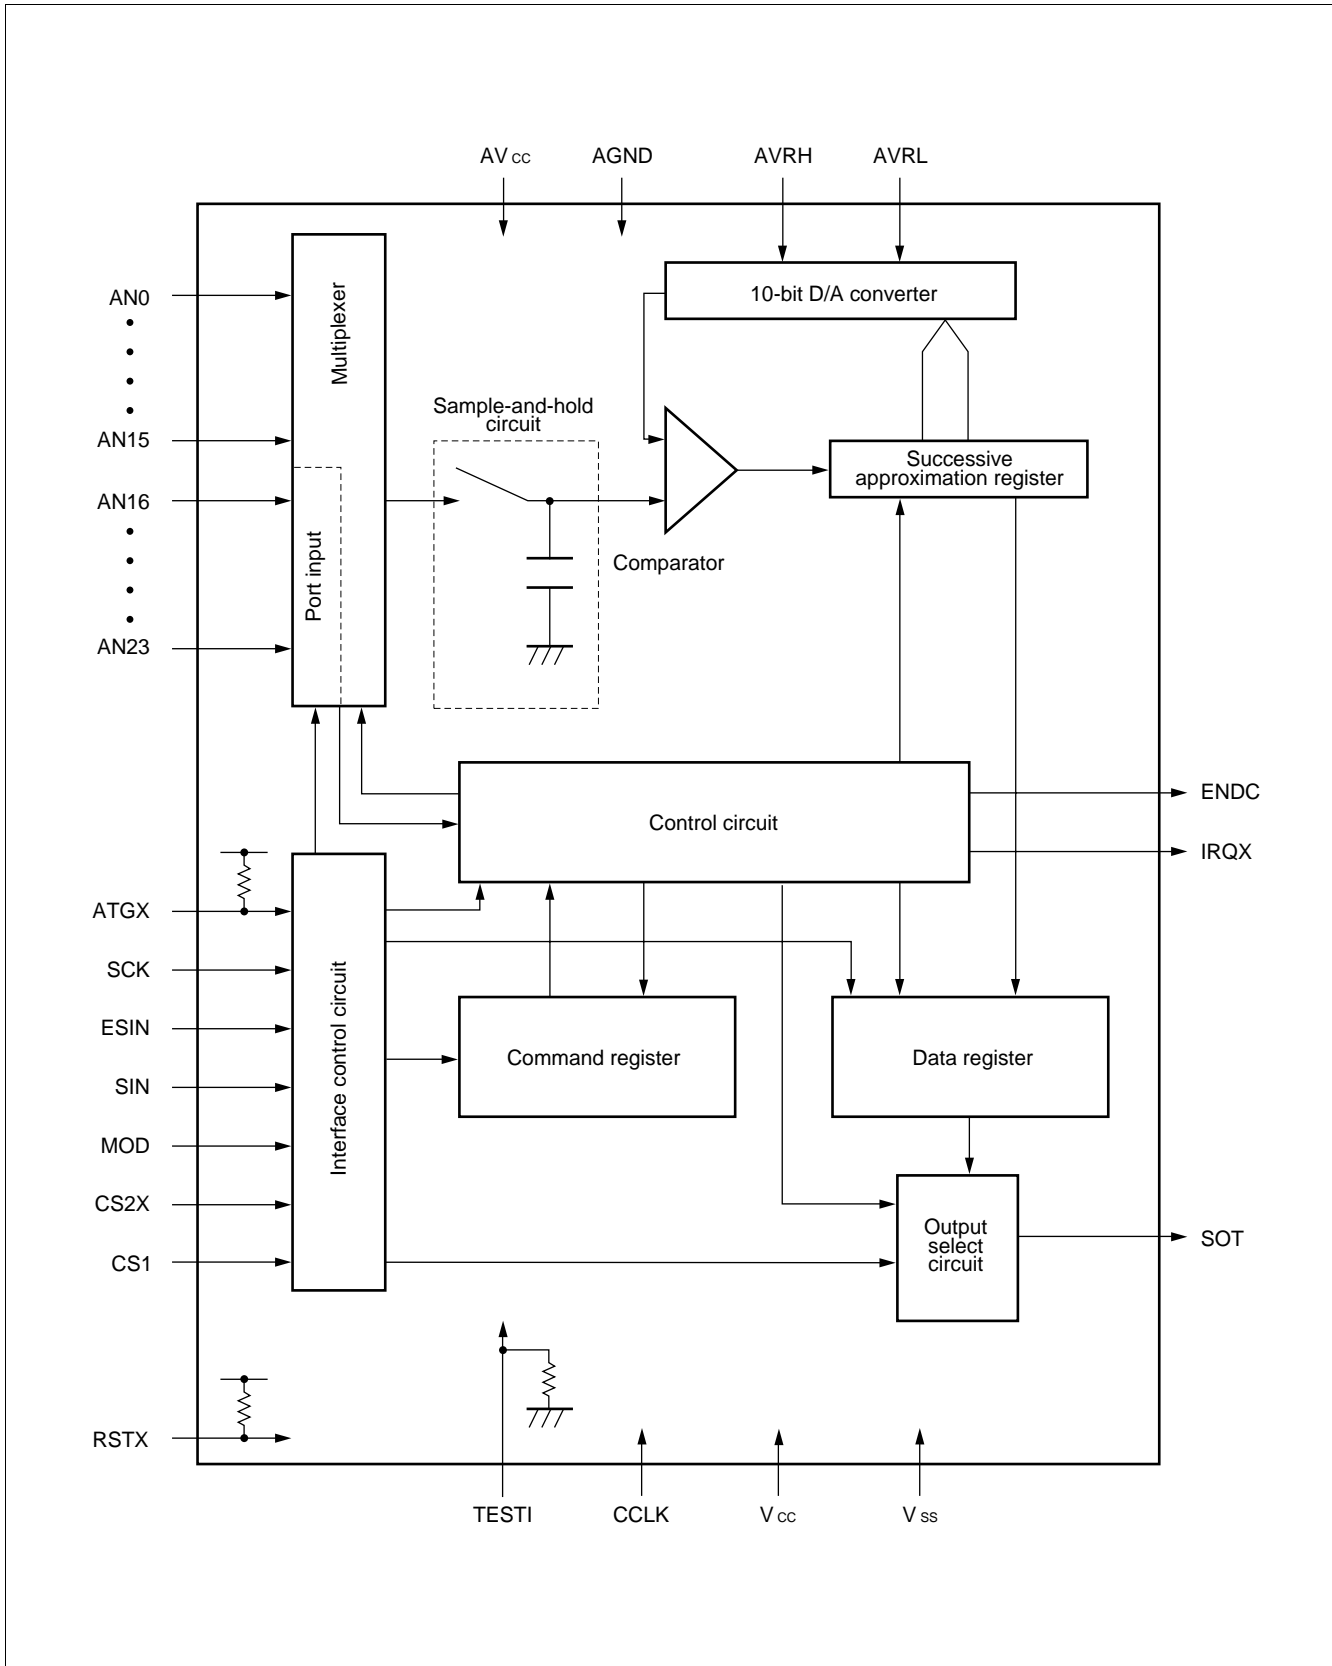 AVCC
AGND
AVRH
AVRL
10-bit D/A converter
AN0
Multiplexer
Sample-and-hold
circuit
AN15
Successive
approximation register
AN16
Port input
Comparator
AN23
ENDC
Control circuit
IRQX
ATGX
SCK
ESIN
Interface control circuit
Command register
Data register
SIN
MOD
CS2X
Output
select
circuit
SOT
CS1
RSTX
TESTI
CCLK
VCC
VSS